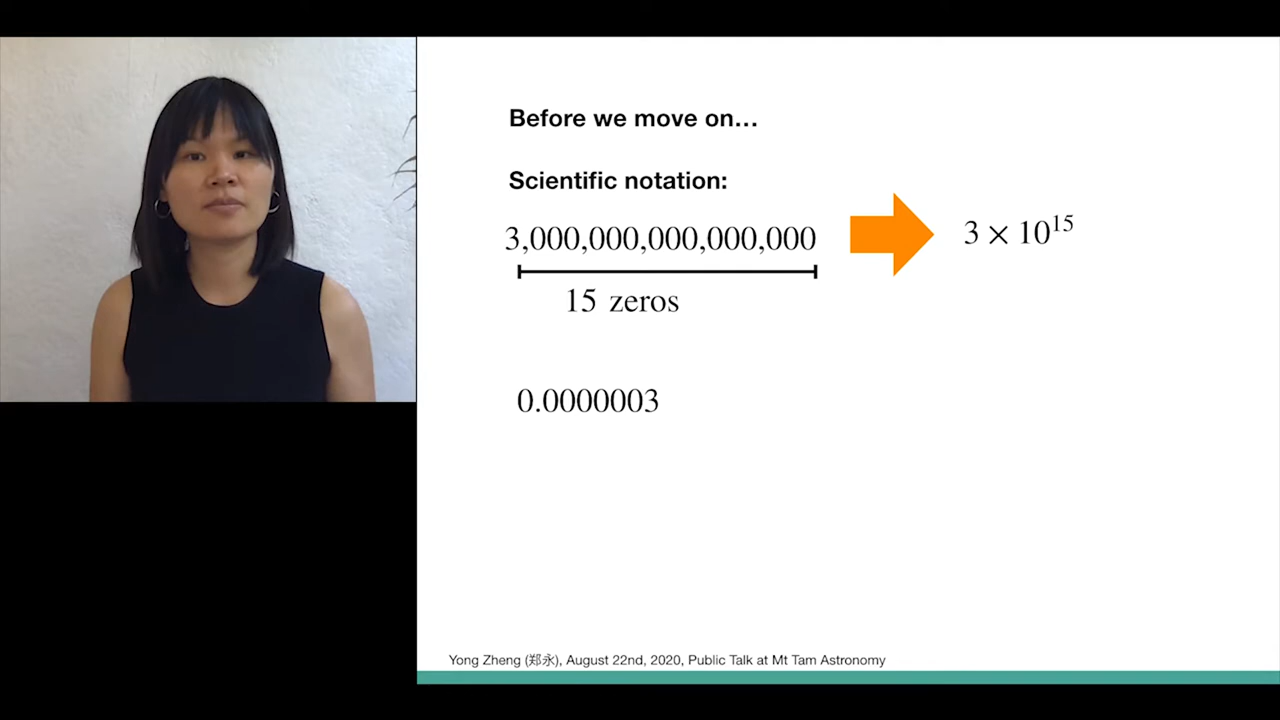 Before we move on…
Scientific notation:
3,000,000,000,000,000
3 × 10¹⁵
15 zeros
0.0000003
Yong Zheng (郑永), August 22nd, 2020, Public Talk at Mt Tam Astronomy